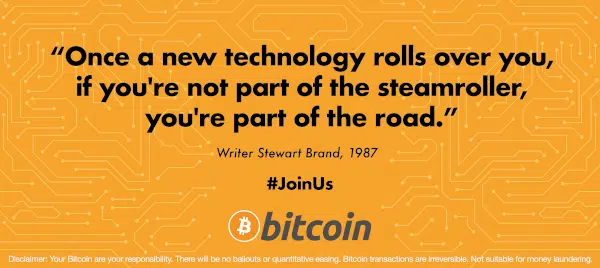 “Once a new technology rolls over you,
if you're not part of the steamroller,
you're part of the road.”
Writer Stewart Brand, 1987
#JoinUs
bitcoin
Disclaimer: Your Bitcoin are your responsibility. There will be no bailouts or quantitative easing. Bitcoin transactions are irreversible. Not suitable for money laundering.